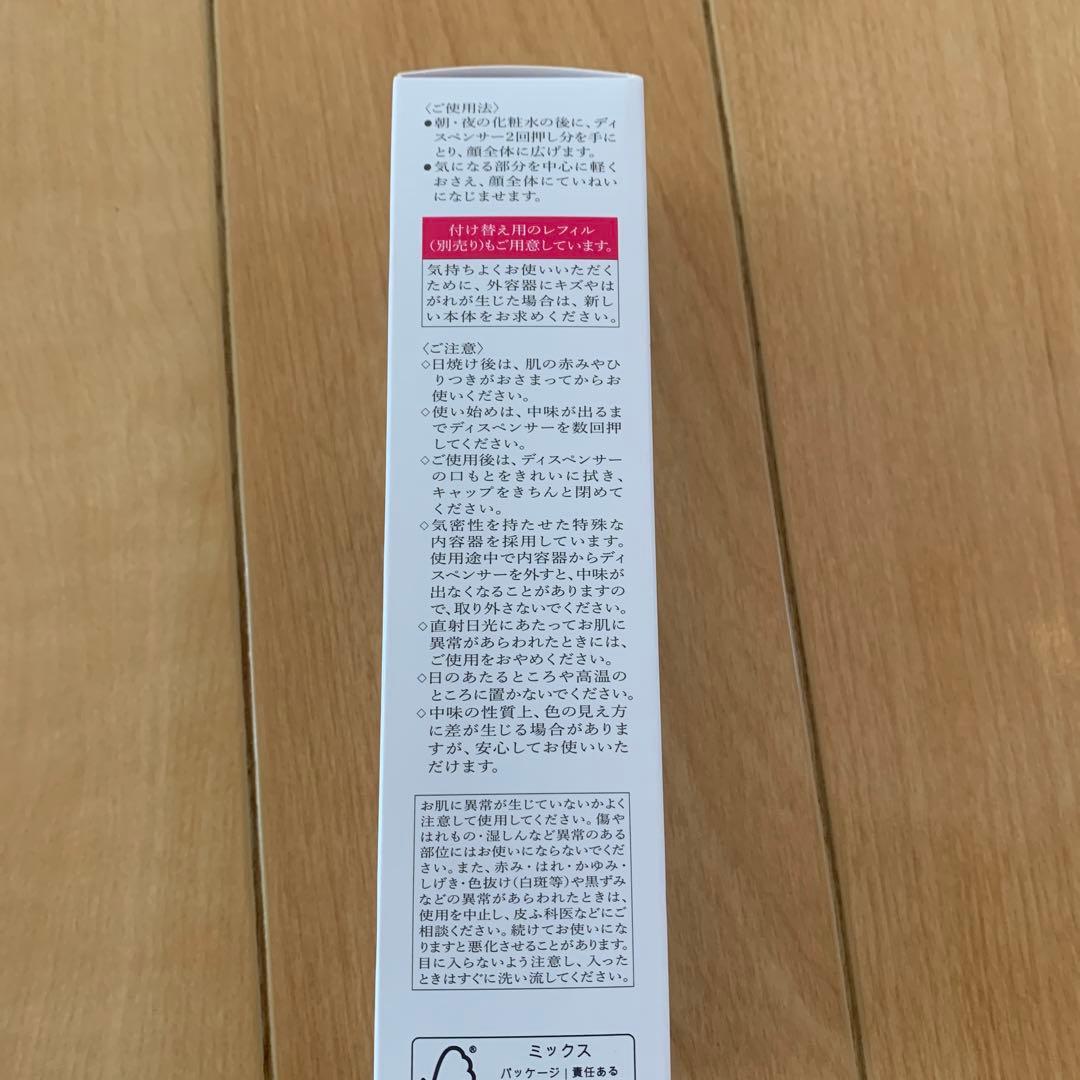 〈ご使用法〉
●朝・夜の化粧水の後に、ディ
スペンサー2回押し分を手に
とり、顔全体に広げます。
●気になる部分を中心に軽く
おさえ、顔全体にていねい
になじませます。
付け替え用のレフィル
(別売り)もご用意しています。
気持ちよくお使いいただく
ために、外容器にキズやは
がれが生じた場合は、新し
い本体をお求めください。
〈ご注意〉
◇日焼け後は、肌の赤みやひ
りつきがおさまってからお
使いください。
◇使い始めは、中味が出るま
でディスペンサーを数回押
してください。
◇ご使用後は、ディスペンサー
の口もとをきれいに拭き、
キャップをきちんと閉めて
ください。
◇気密性を持たせた特殊な
内容器を採用しています。
使用途中で内容器からディ
スペンサーを外すと、中味が
出なくなることがありますの
で、取り外さないでください。
◇直射日光にあたってお肌に
異常があらわれたときには、
ご使用をおやめください。
◇日のあたるところや高温の
ところに置かないでください。
◇中味の性質上、色の見え方
に差が生じる場合がありま
すが、安心してお使いいた
だけます。
お肌に異常が生じていないかよく
注意して使用してください。傷や
はれもの・湿しんなど異常のある
部位にはお使いにならないでくだ
さい。また、赤み・はれ・かゆみ・
しげき・色抜け(白斑等)や黒ずみ
などの異常があらわれたときは、
使用を中止し、皮ふ科医などにご
相談ください。続けてお使いにな
りますと悪化させることがあります。
目に入らないよう注意し、入った
ときはすぐに洗い流してください。
®
ミックス
パッケージ|責任ある